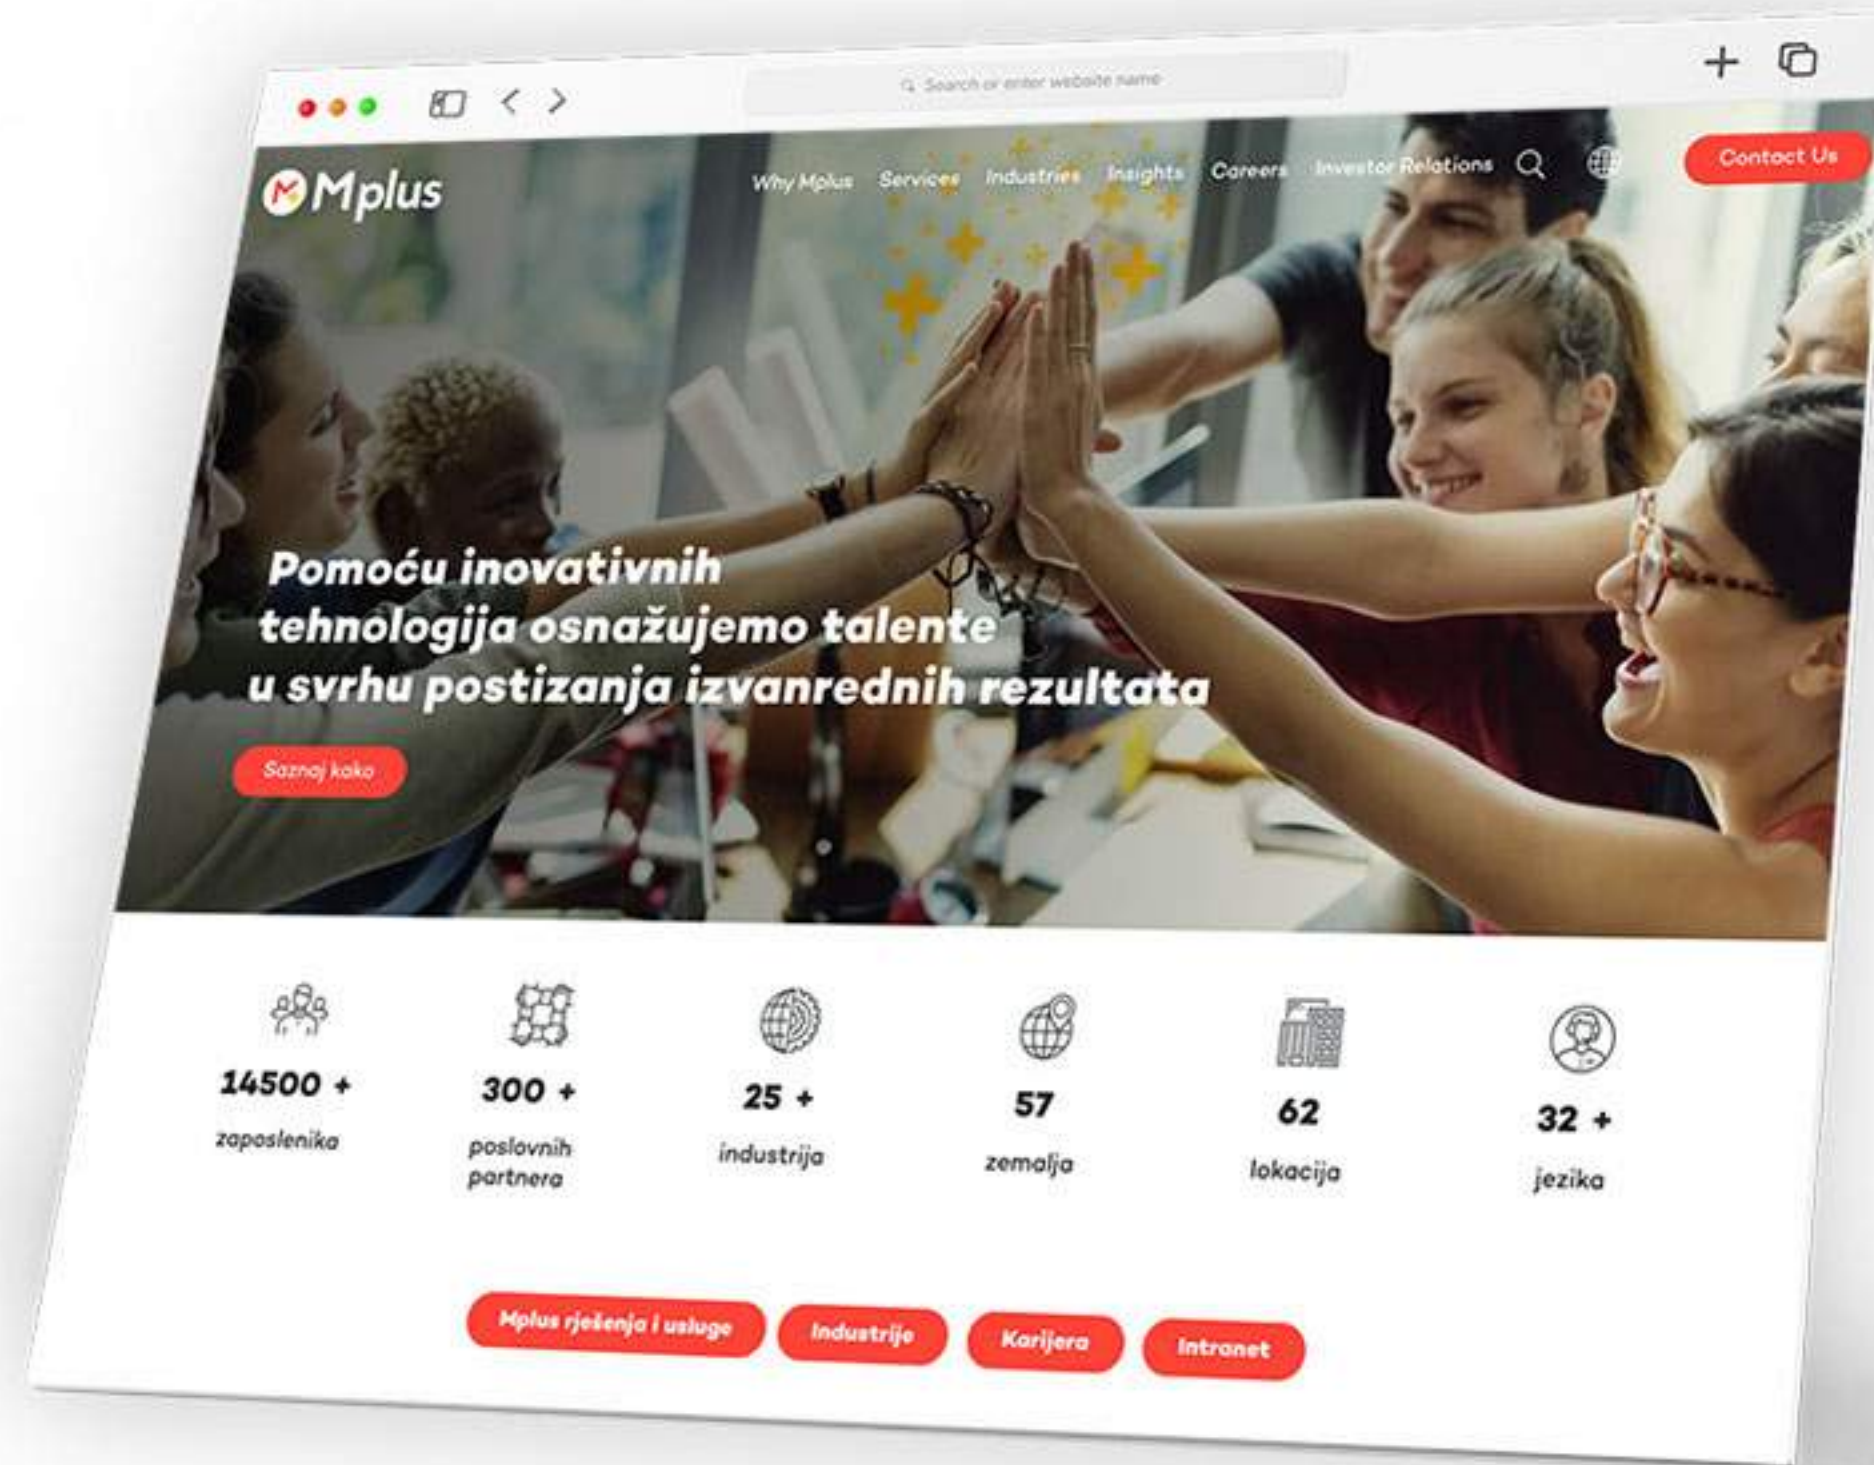 Search or enter website name
Mplus
Why Mplus Services Industries Insights Careers Investor Relations
Contact Us
Pomoću inovativnih
tehnologija osnažujemo talente
u svrhu postizanja izvanrednih rezultata
Saznaj kako
14500 + 300 + 25 + 57 62 32 +
zaposlenika poslovnih partnera industrija zemalja lokacija jezika
Mplus rješenja i usluge Industrije Karijera Intranet